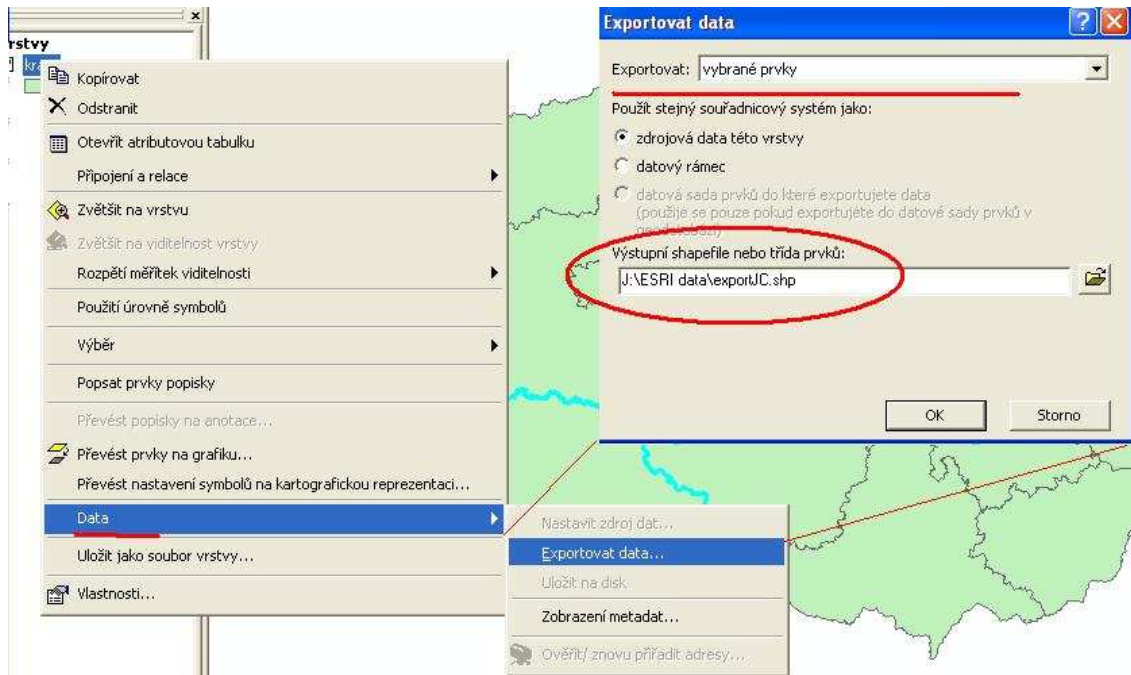 rstvy
Kopírovat
Odstranit
Otevřít atributovou tabulku
Připojení a relace
Zvětšit na vrstvu
Zvětšit na viditelnost vrstvy
Rozpětí měřítek viditelnosti
Použití úrovně symbolů
Výběr
Popsat prvky popisky
Převést popisky na anotace...
Převést prvky na grafiku...
Převést nastavení symbolů na kartografickou reprezentaci...
Data
Uložit jako soubor vrstvy...
Vlastnosti...
Nastavit zdroj dat...
Exportovat data...
Uložit na disk
Zobrazení metadat...
Ověřit/ znovu přiřadit adresy...
Exportovat data
Exportovat: vybrané prvky
Použít stejný souřadnicový systém jako:
zdrojová data této vrstvy
datový rámec
datová sada prvků do které exportujete data
(použije se pouze pokud exportujete do datové sady prvků v
geodatabázi)
Výstupní shapefile nebo třída prvků:
J:\ESRI data\exportJC.shp
OK Storno